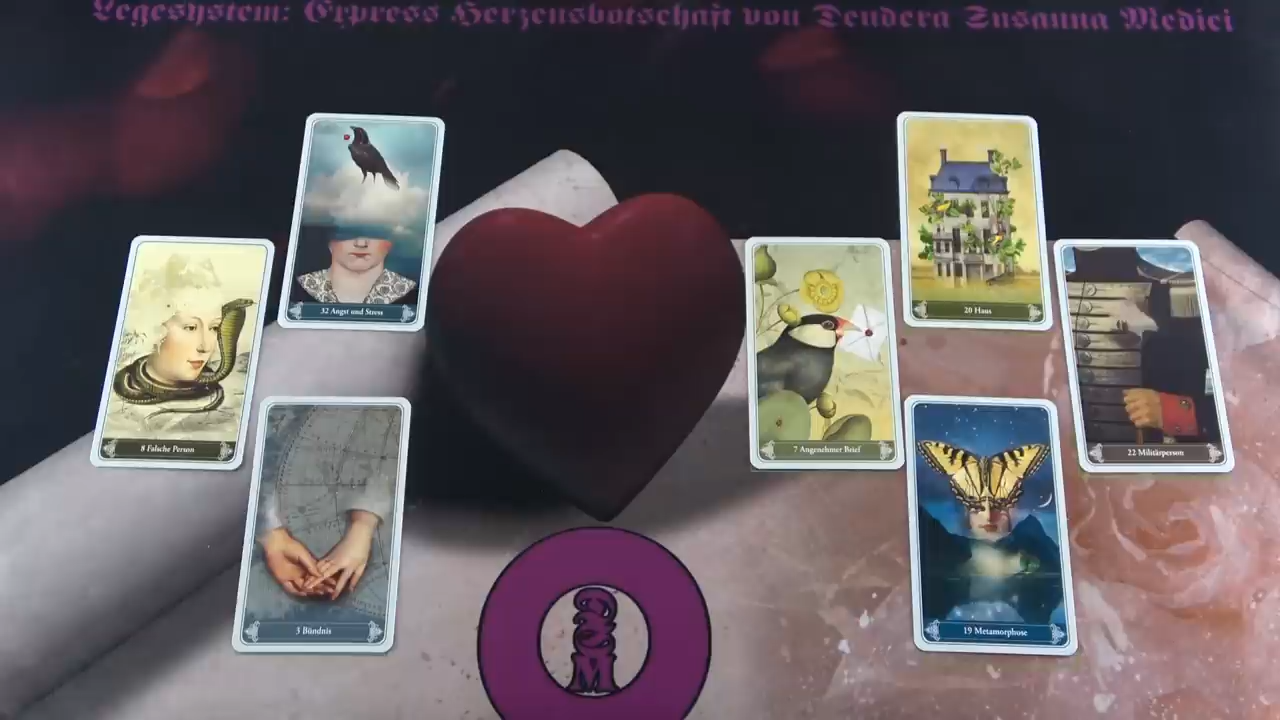 Legesystem: Express Herzensbotschaft von Dendera Susanna Medici
32 Angst und Stress
20 Haus
8 Falsche Person
7 Angenehmer Brief
22 Militärperson
3 Bündnis
19 Metamorphose
DSM